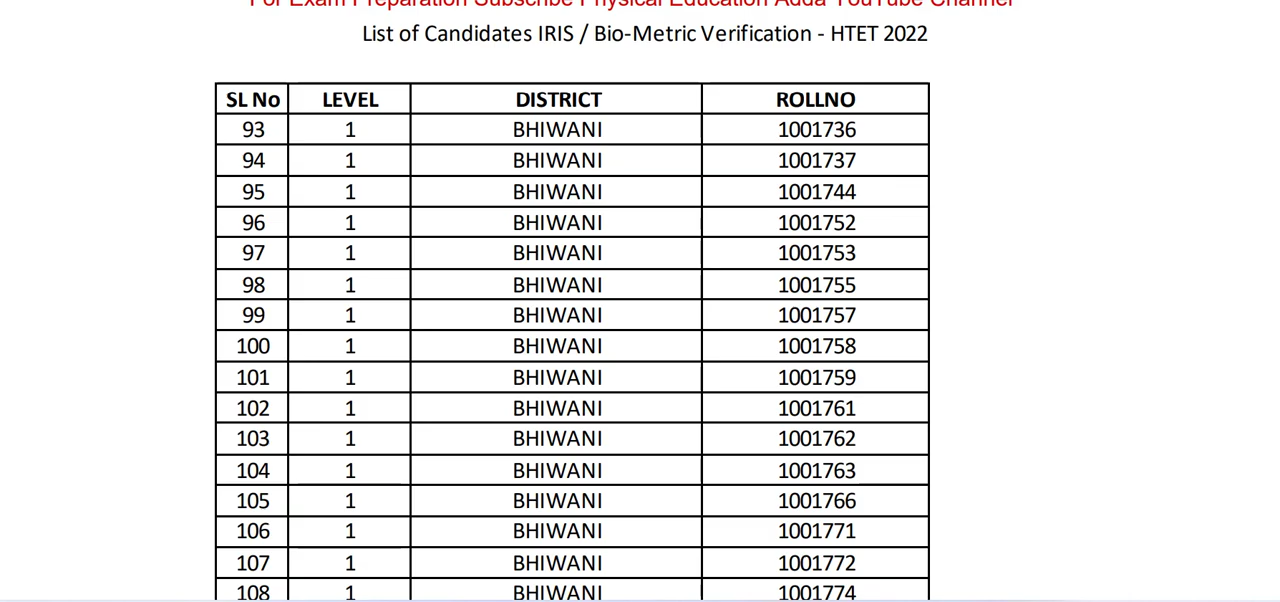 For Exam Preparation Subscribe Physical Education Adda YouTube Channel
List of Candidates IRIS / Bio-Metric Verification - HTET 2022
SL No LEVEL DISTRICT ROLLNO
93 1 BHIWANI 1001736
94 1 BHIWANI 1001737
95 1 BHIWANI 1001744
96 1 BHIWANI 1001752
97 1 BHIWANI 1001753
98 1 BHIWANI 1001755
99 1 BHIWANI 1001757
100 1 BHIWANI 1001758
101 1 BHIWANI 1001759
102 1 BHIWANI 1001761
103 1 BHIWANI 1001762
104 1 BHIWANI 1001763
105 1 BHIWANI 1001766
106 1 BHIWANI 1001771
107 1 BHIWANI 1001772
108 1 BHIWANI 1001774